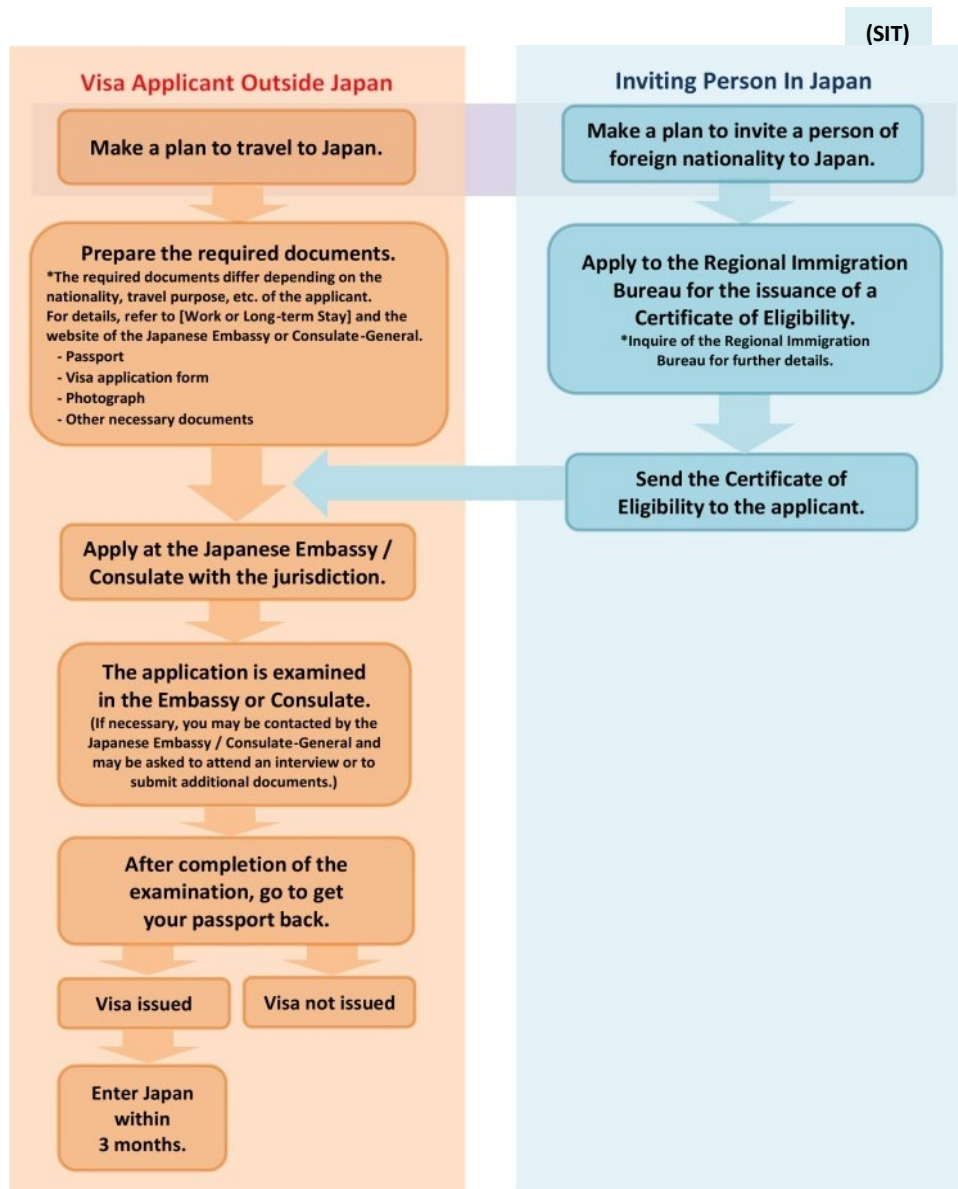 (SIT)
Visa Applicant Outside Japan
Make a plan to travel to Japan.
Prepare the required documents.
*The required documents differ depending on the
nationality, travel purpose, etc. of the applicant.
For details, refer to [Work or Long-term Stay] and the
website of the Japanese Embassy or Consulate-General.
- Passport
- Visa application form
- Photograph
- Other necessary documents
Apply at the Japanese Embassy /
Consulate with the jurisdiction.
The application is examined
in the Embassy or Consulate.
(If necessary, you may be contacted by the
Japanese Embassy / Consulate-General and
may be asked to attend an interview or to
submit additional documents.)
After completion of the
examination, go to get
your passport back.
Visa issued
Visa not issued
Enter Japan
within
3 months.
Inviting Person In Japan
Make a plan to invite a person of
foreign nationality to Japan.
Apply to the Regional Immigration
Bureau for the issuance of a
Certificate of Eligibility.
*Inquire of the Regional Immigration
Bureau for further details.
Send the Certificate of
Eligibility to the applicant.